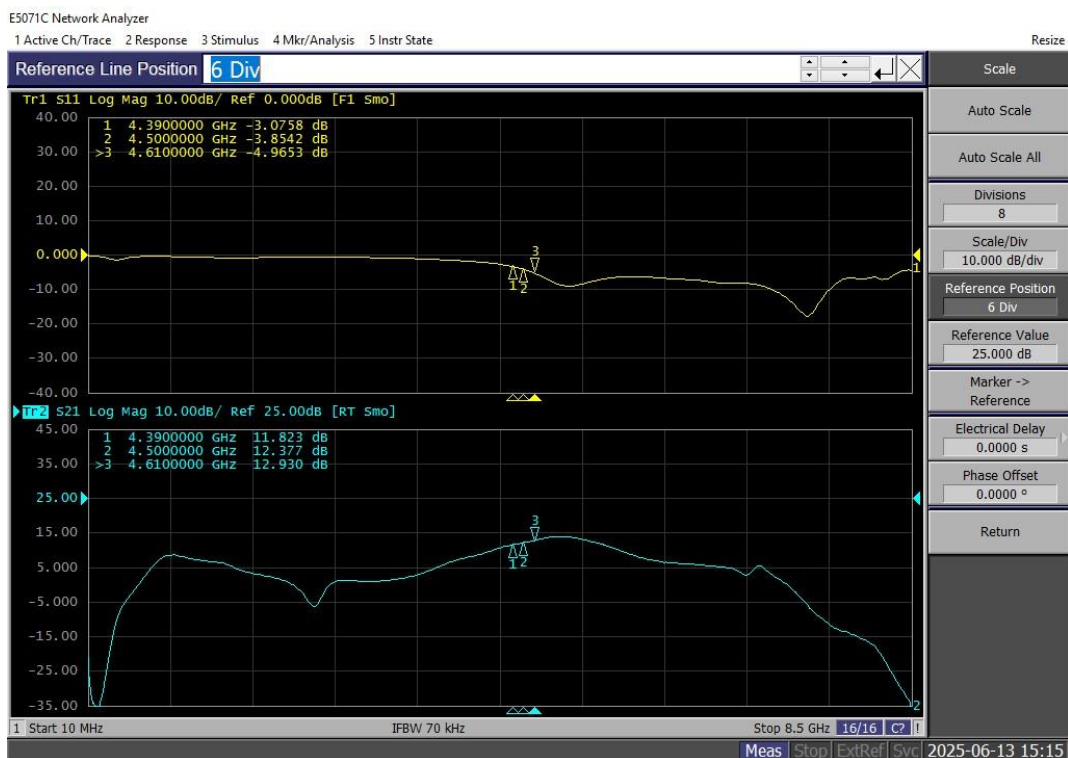 E5071C Network Analyzer
1 Active Ch/Trace 2 Response 3 Stimulus 4 Mkr/Analysis 5 Instr State Resize
Reference Line Position 6 Div
Scale
Tr1 S11 Log Mag 10.00dB/ Ref 0.000dB [F1 Smo]
40.00
1 4.3900000 GHz -3.0758 dB
2 4.5000000 GHz -3.8542 dB
>3 4.6100000 GHz -4.9653 dB
30.00
20.00
10.00
0.000
-10.00
-20.00
-30.00
-40.00
3
1 2
1
Tr2 S21 Log Mag 10.00dB/ Ref 25.00dB [RT Smo]
45.00
1 4.3900000 GHz 11.823 dB
2 4.5000000 GHz 12.377 dB
>3 4.6100000 GHz 12.930 dB
35.00
25.00
15.00
5.000
-5.000
-15.00
-25.00
-35.00
3
1 2
2
Auto Scale
Auto Scale All
Divisions
8
Scale/Div
10.000 dB/div
Reference Position
6 Div
Reference Value
25.000 dB
Marker ->
Reference
Electrical Delay
0.0000 s
Phase Offset
0.0000 °
Return
1 Start 10 MHz IFBW 70 kHz Stop 8.5 GHz 16/16 C? !
Meas Stop ExtRef Svc 2025-06-13 15:15